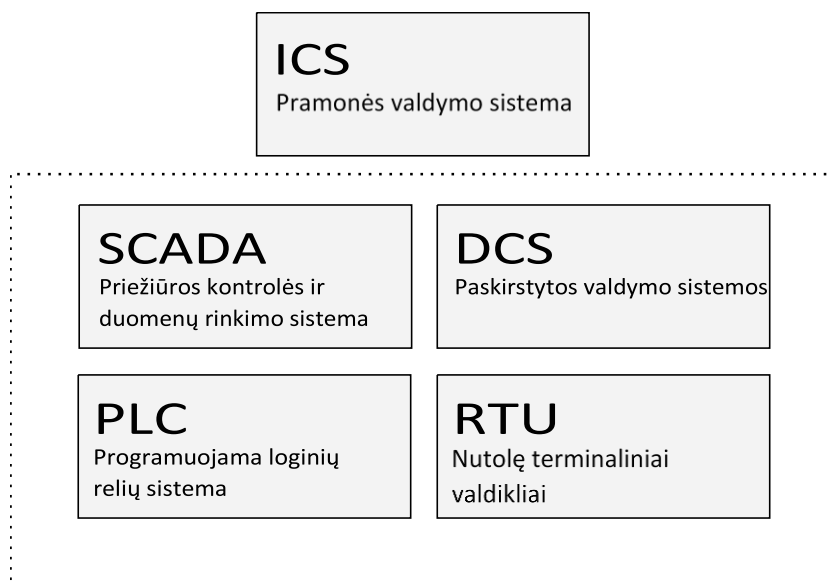 ICS
Pramonės valdymo sistema
SCADA
Priežiūros kontrolės ir
duomenų rinkimo sistema
DCS
Paskirstytos valdymo sistemos
PLC
Programuojama loginių
relių sistema
RTU
Nutolę terminaliniai
valdikliai